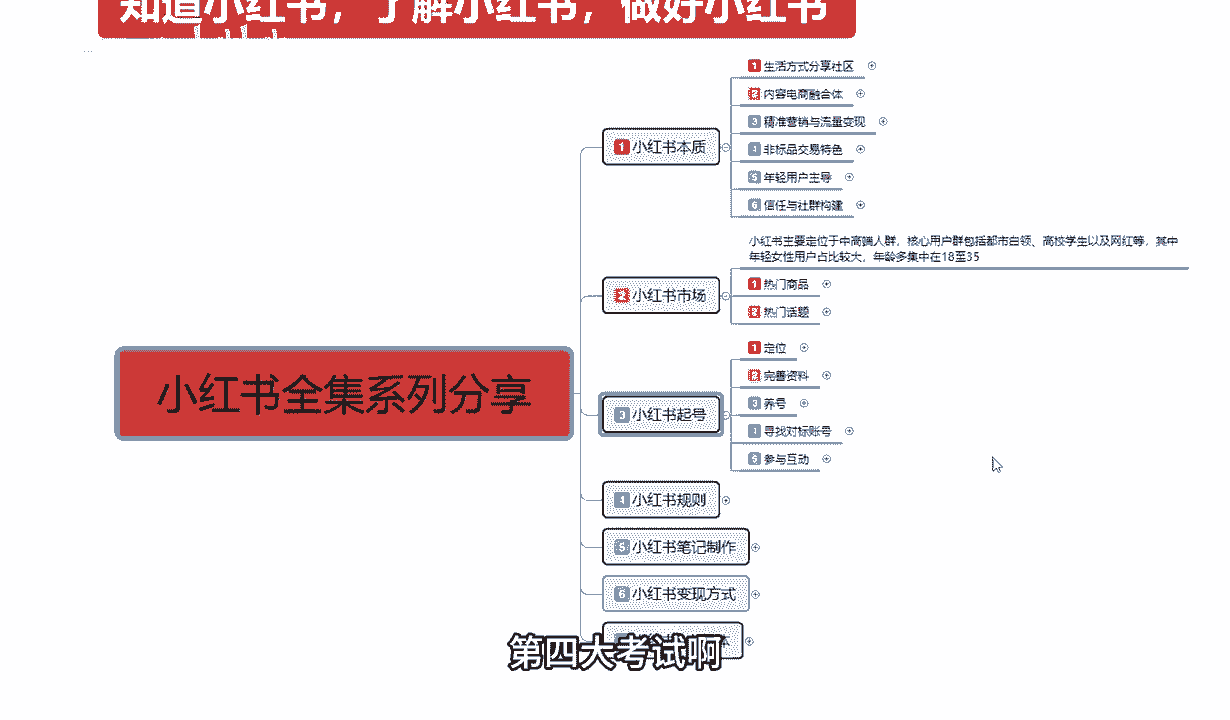 知道小红书，了解小红书，做好小红书
小红书全集系列分享
1 小红书本质
1 生活方式分享社区
2 内容电商融合体
3 精准营销与流量变现
4 非标品交易特色
5 年轻用户主导
6 信任与社群构建
2 小红书市场
小红书主要定位于中高端人群，核心用户群包括都市白领、高校学生以及网红等，其中
年轻女性用户占比较大，年龄多集中在18至35
1 热门商品
2 热门话题
3 小红书起号
1 定位
2 完善资料
3 养号
4 寻找对标账号
5 参与互动
4 小红书规则
5 小红书笔记制作
6 小红书变现方式
第四大考试啊